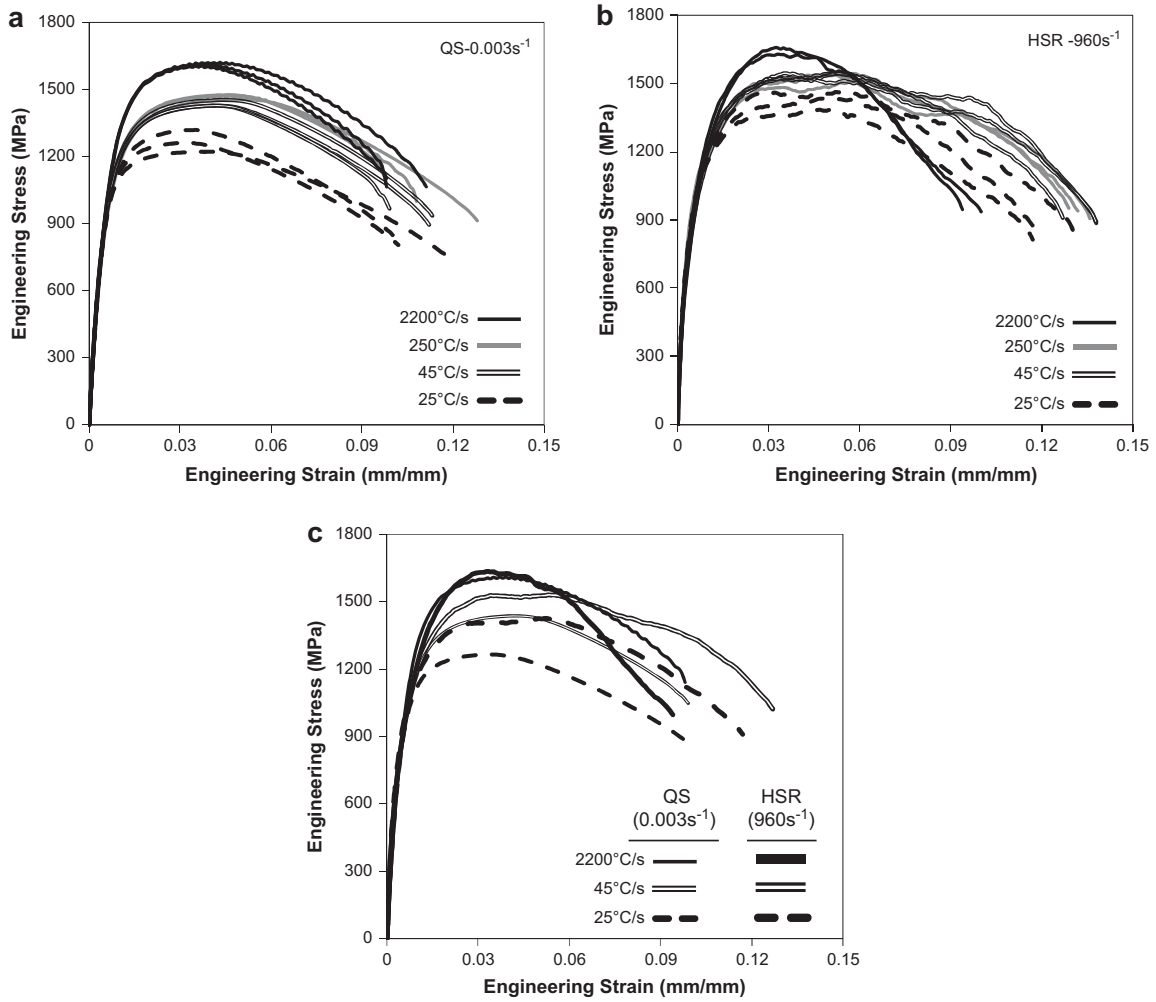 a
QS-0.003s⁻¹
1800
1500
1200
900
600
300
0
Engineering Stress (MPa)
2200°C/s
250°C/s
45°C/s
25°C/s
0 0.03 0.06 0.09 0.12 0.15
Engineering Strain (mm/mm)
b
HSR -960s⁻¹
1800
1500
1200
900
600
300
0
Engineering Stress (MPa)
2200°C/s
250°C/s
45°C/s
25°C/s
0 0.03 0.06 0.09 0.12 0.15
Engineering Strain (mm/mm)
c
1800
1500
1200
900
600
300
0
Engineering Stress (MPa)
QS HSR
(0.003s⁻¹) (960s⁻¹)
2200°C/s
45°C/s
25°C/s
0 0.03 0.06 0.09 0.12 0.15
Engineering Strain (mm/mm)